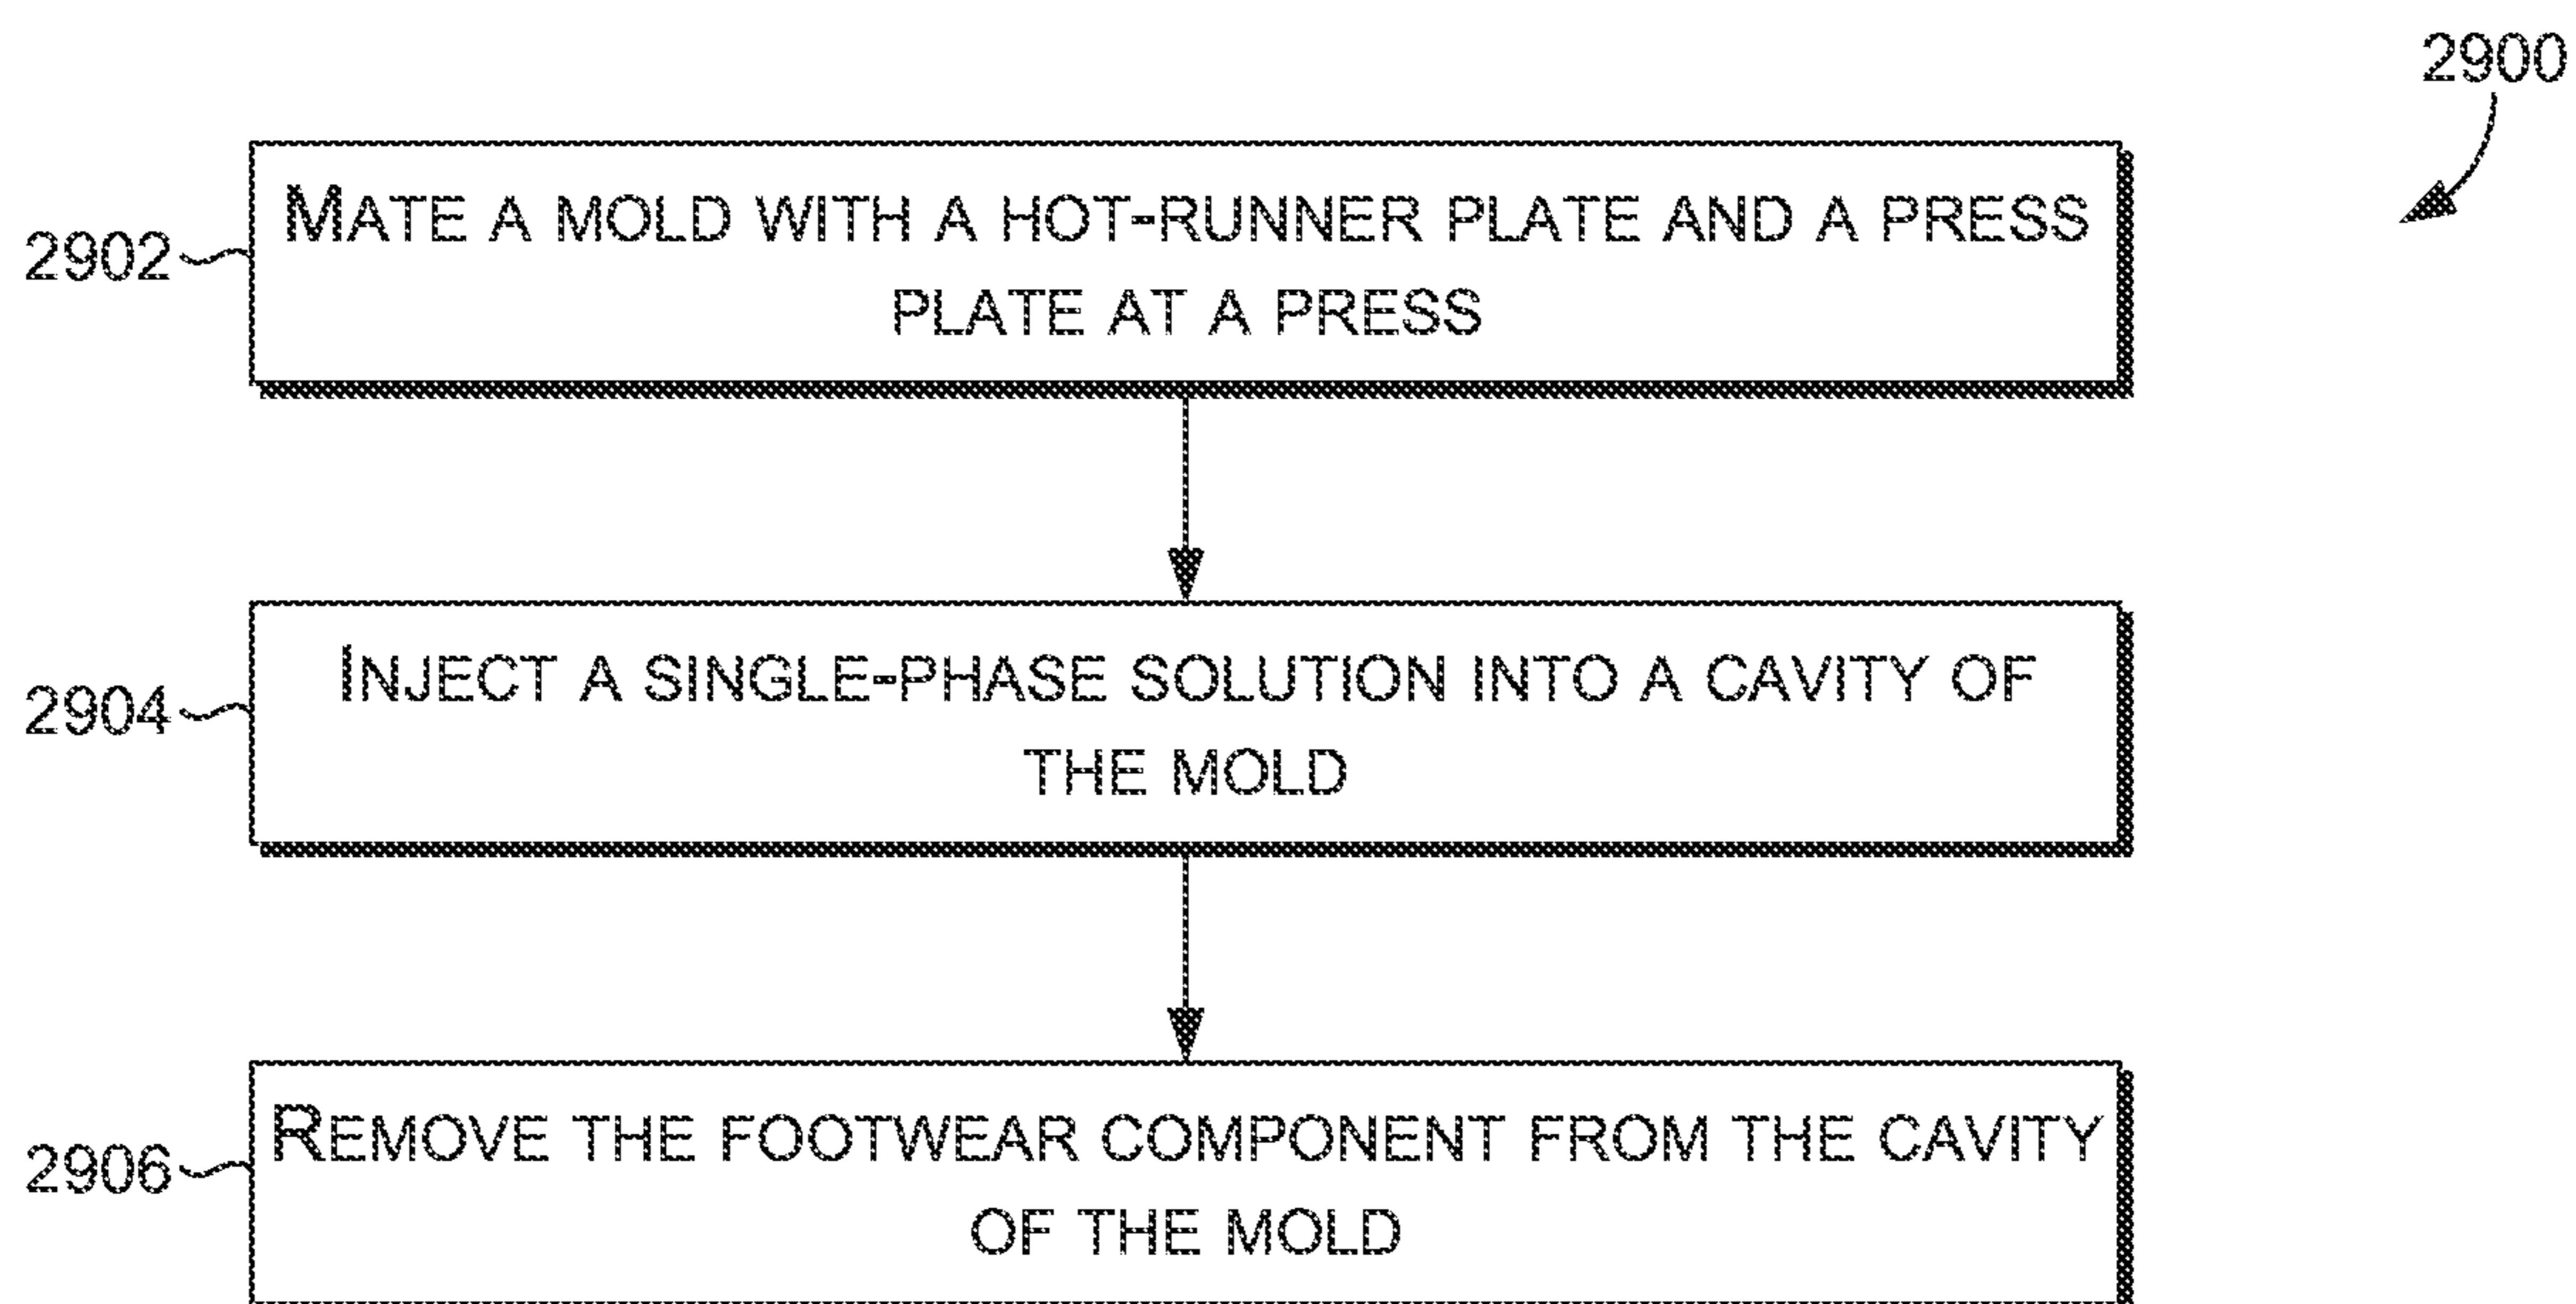 2900
2902
MATE A MOLD WITH A HOT-RUNNER PLATE AND A PRESS
PLATE AT A PRESS
2904
INJECT A SINGLE-PHASE SOLUTION INTO A CAVITY OF
THE MOLD
2906
REMOVE THE FOOTWEAR COMPONENT FROM THE CAVITY
OF THE MOLD